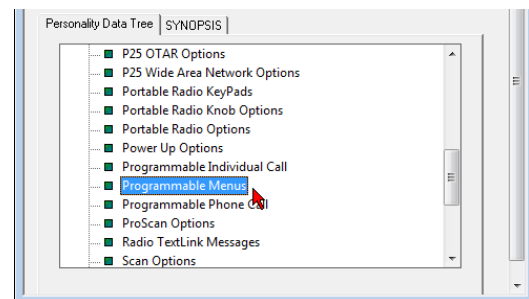 Personality Data Tree SYNOPSIS
P25 OTAR Options
P25 Wide Area Network Options
Portable Radio KeyPads
Portable Radio Knob Options
Portable Radio Options
Power Up Options
Programmable Individual Call
Programmable Menus
Programmable Phone Call
ProScan Options
Radio TextLink Messages
Scan Options